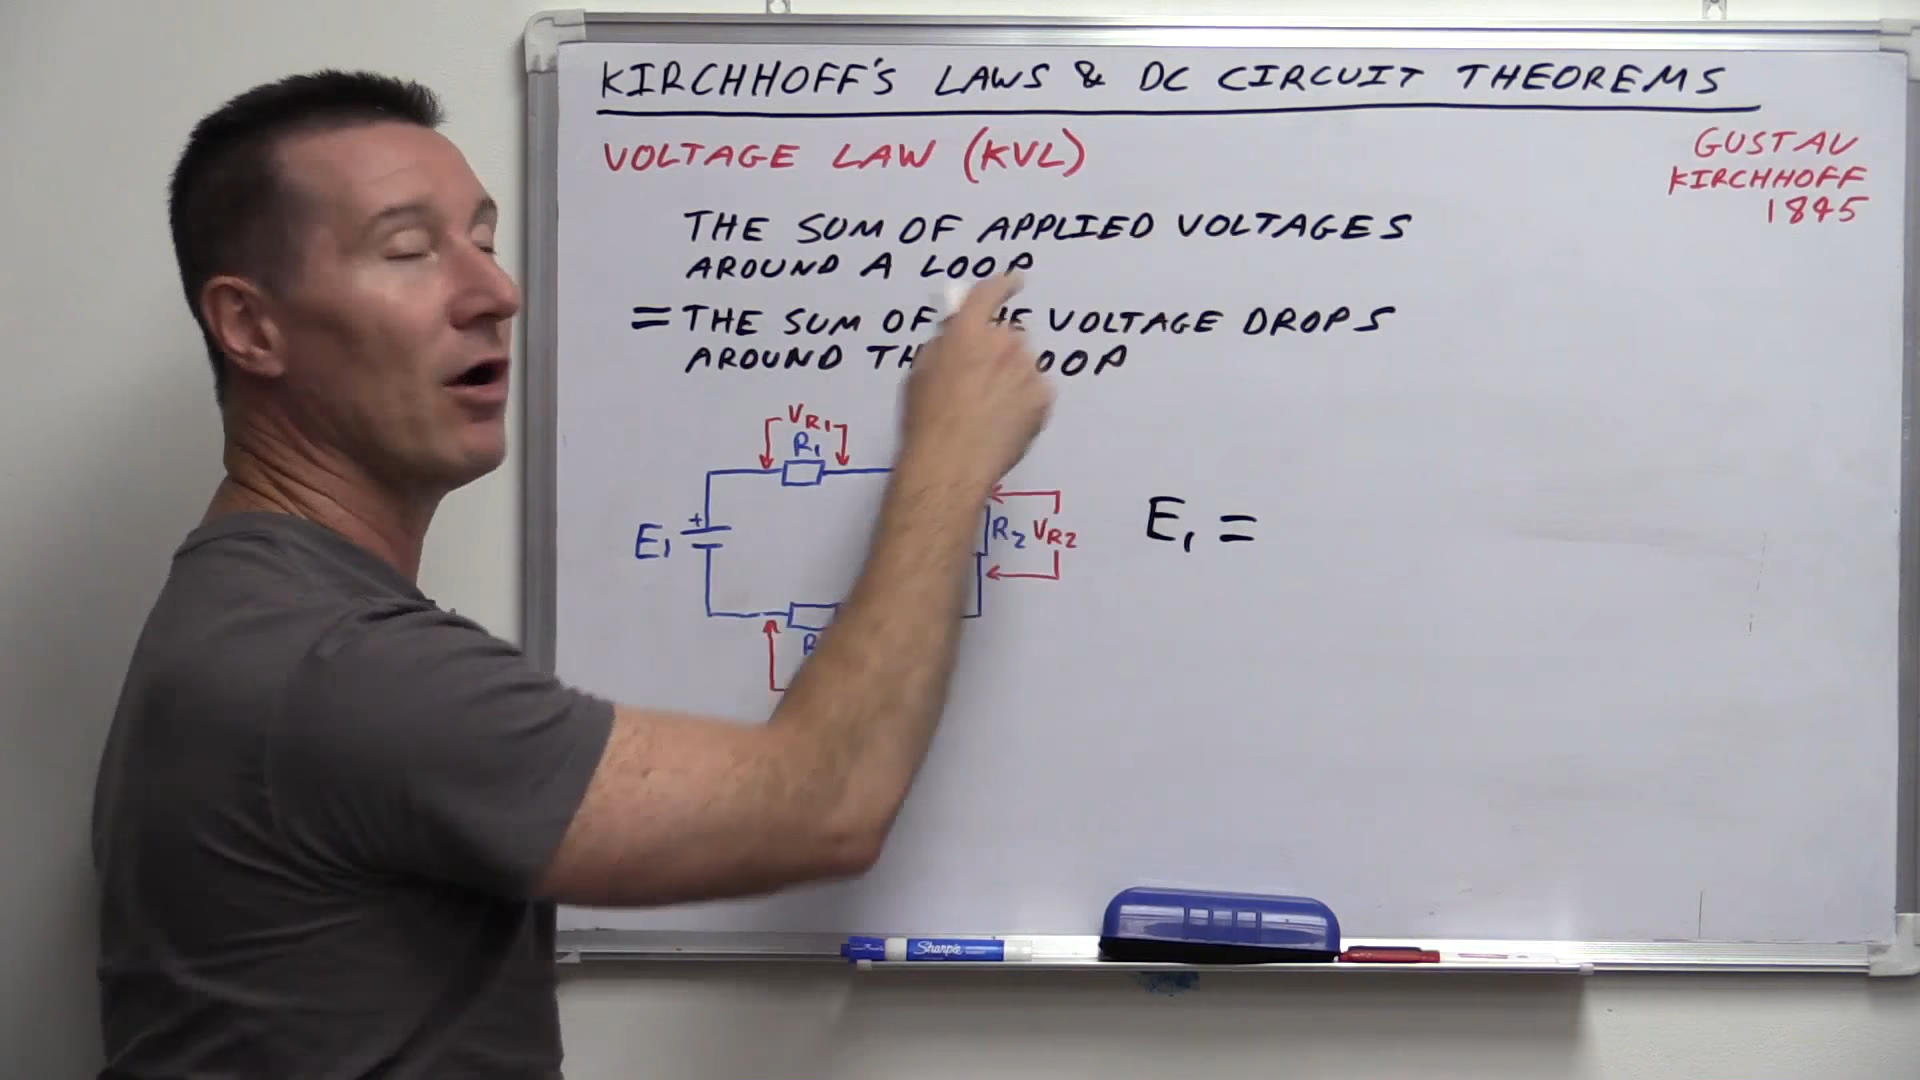 KIRCHHOFF'S LAWS & DC CIRCUIT THEOREMS
VOLTAGE LAW (KVL)
GUSTAV
KIRCHHOFF
1845
THE SUM OF APPLIED VOLTAGES
AROUND A LOOP
= THE SUM OF VOLTAGE DROPS
AROUND
VR1
R1
E1
+
R2 VR2
E1 =
Sharpie